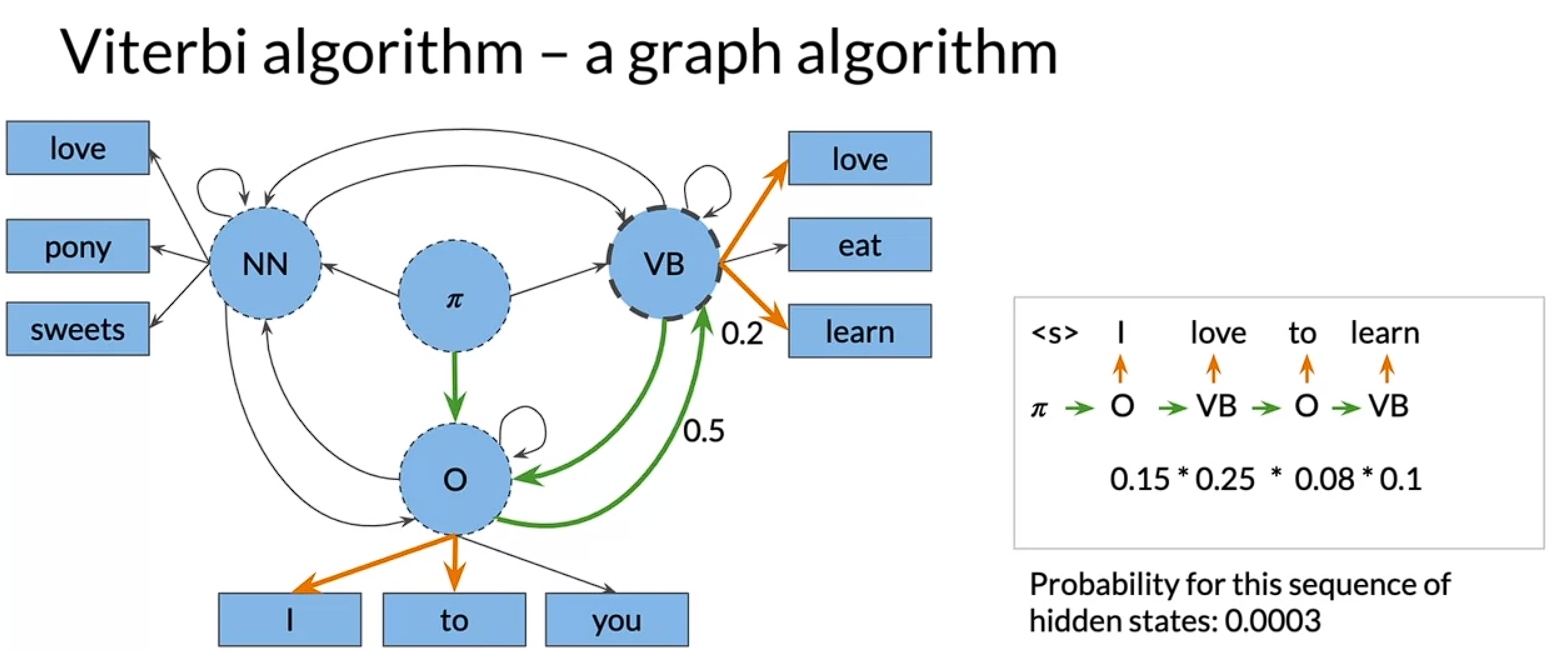 Viterbi algorithm – a graph algorithm
love
pony
sweets
NN
π
VB
O
love
eat
learn
0.2
0.5
I
to
you
<s> I love to learn
π O VB O VB
0.15 * 0.25 * 0.08 * 0.1
Probability for this sequence of
hidden states: 0.0003